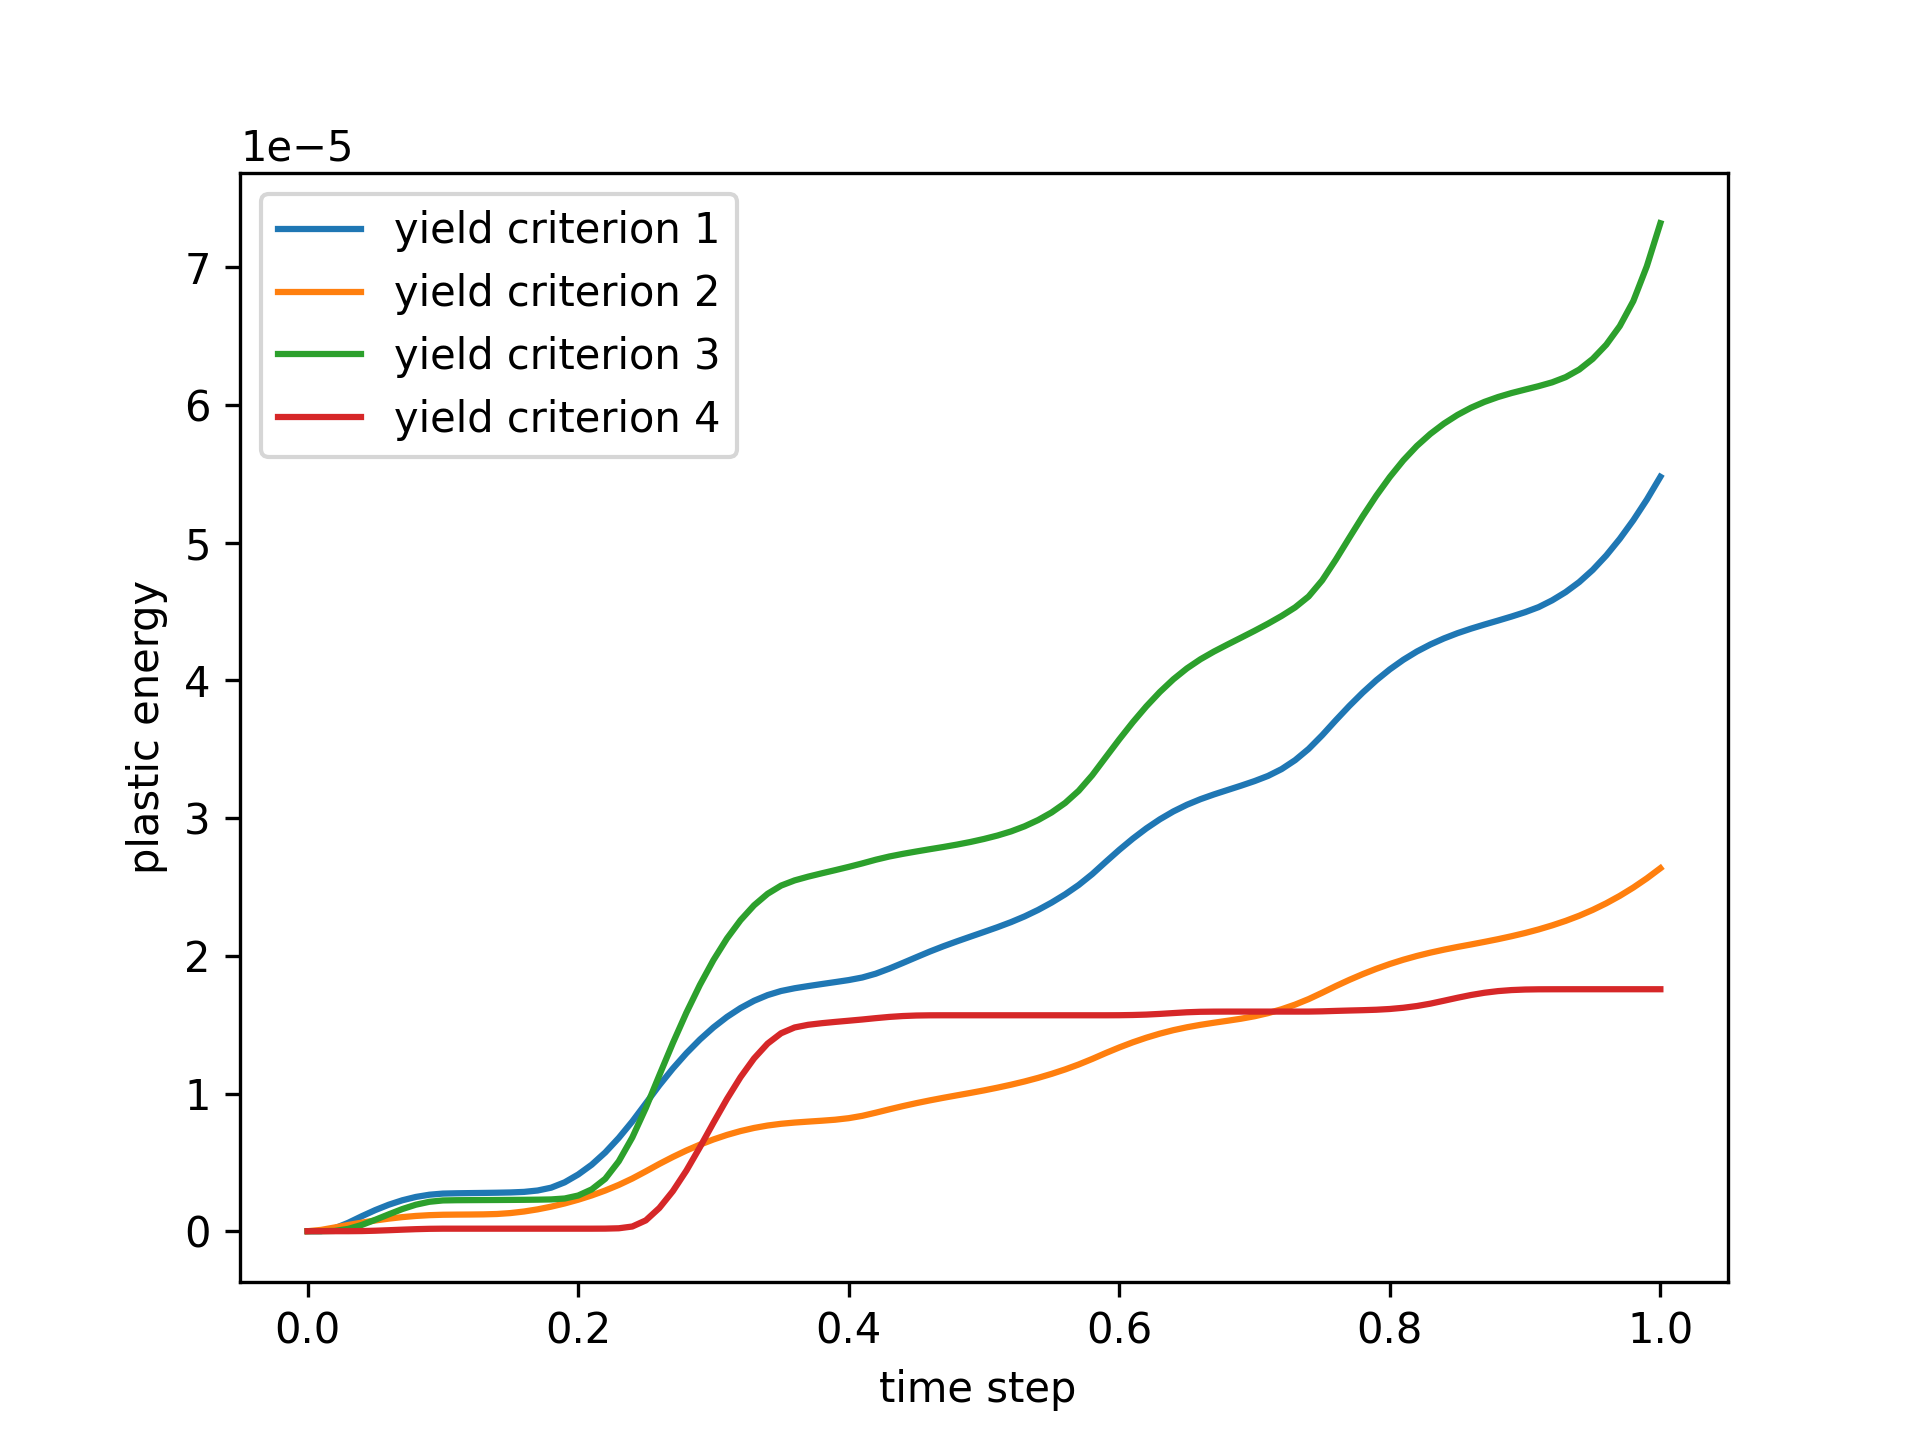 1e−5
yield criterion 1
yield criterion 2
yield criterion 3
yield criterion 4
7
6
5
4
3
2
1
0
plastic energy
0.0 0.2 0.4 0.6 0.8 1.0
time step